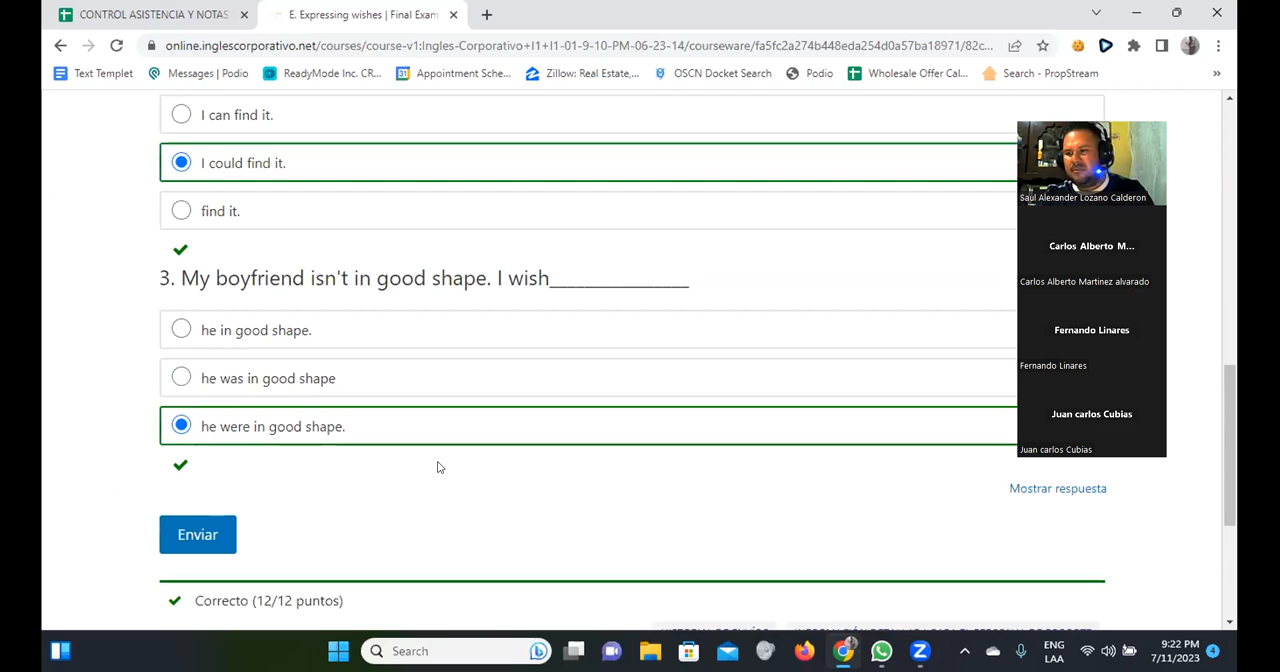 CONTROL ASISTENCIA Y NOTAS
E. Expressing wishes | Final Exam
online.inglescorporativo.net/courses/course-v1:Ingles-Corporativo+I1+I1-01-9-10-PM-06-23-14/courseware/fa5fc2a274b448eda254d0a57ba18971/82c...
Text Templet
Messages | Podio
ReadyMode Inc. CR...
Appointment Sche...
Zillow: Real Estate,...
OSCN Docket Search
Podio
Wholesale Offer Cal...
Search - PropStream
»
I can find it.
I could find it.
find it.
3. My boyfriend isn't in good shape. I wish________________
he in good shape.
he was in good shape
he were in good shape.
Saul Alexander Lozano Calderon
Carlos Alberto M...
Carlos Alberto Martinez alvarado
Fernando Linares
Fernando Linares
Juan carlos Cubias
Juan carlos Cubias
Mostrar respuesta
Enviar
Correcto (12/12 puntos)
Search
ENG
LAA
9:22 PM
7/11/2023
4